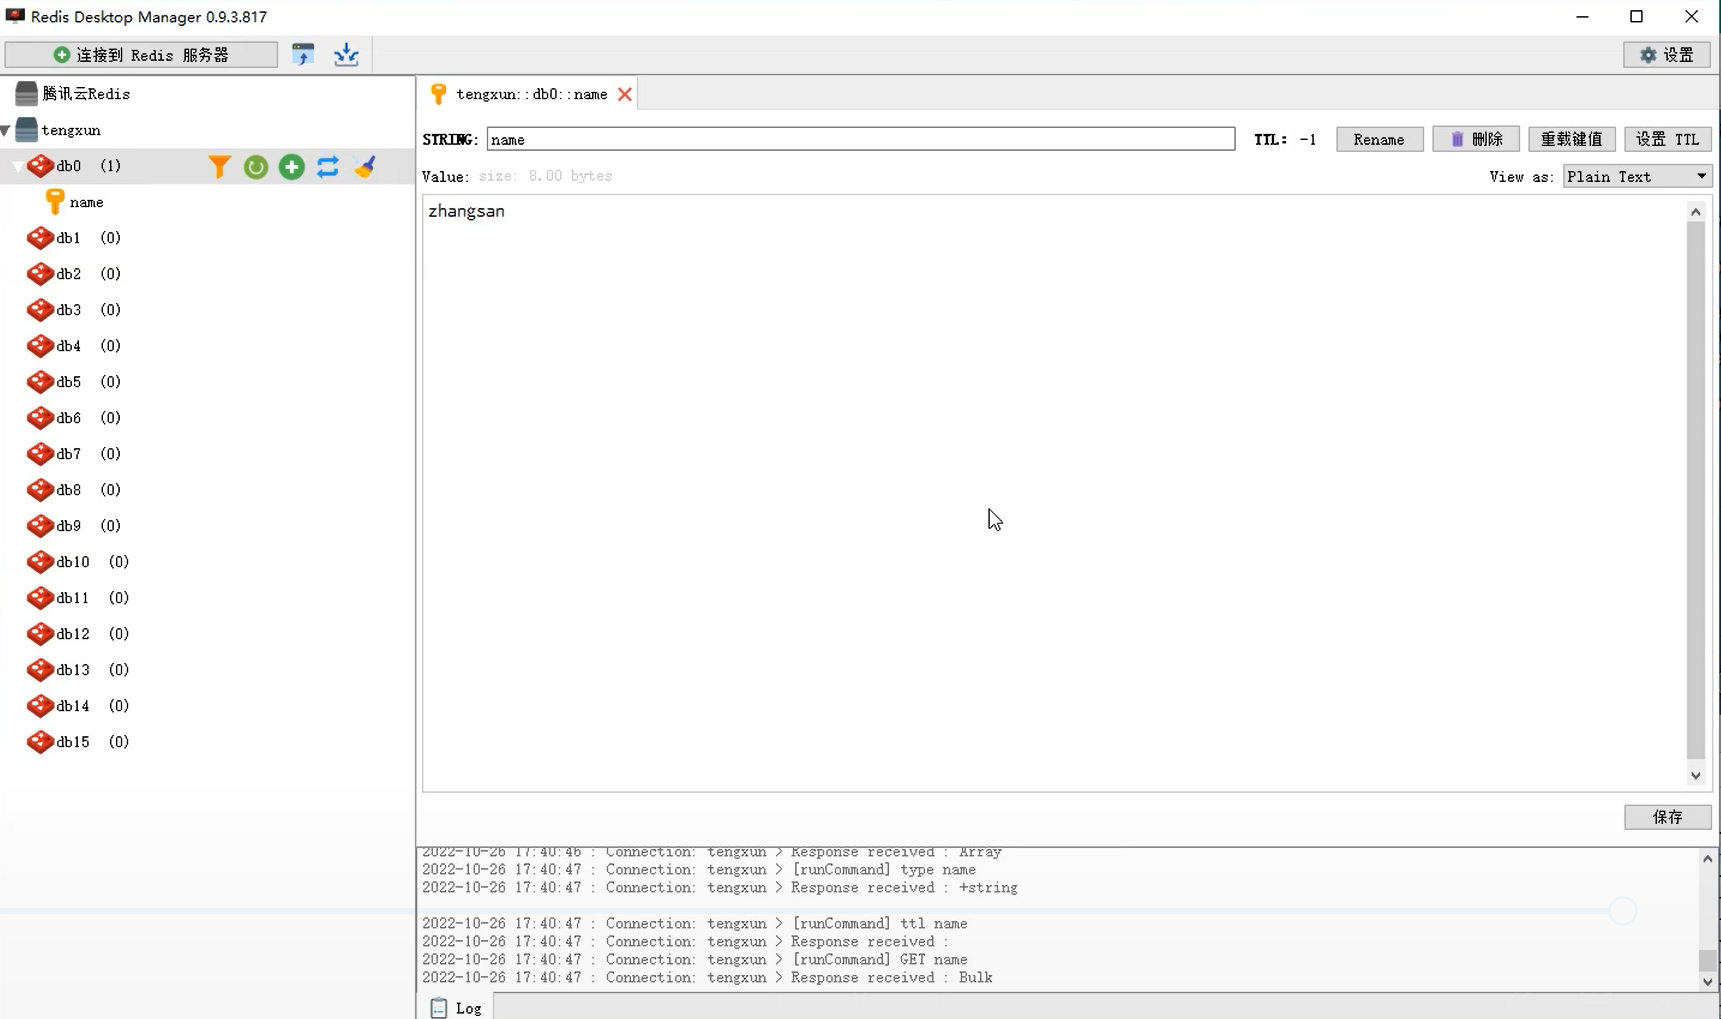 Redis Desktop Manager 0.9.3.817
连接到 Redis 服务器
设置
腾讯云Redis
tengxun
db0 (1)
name
db1 (0)
db2 (0)
db3 (0)
db4 (0)
db5 (0)
db6 (0)
db7 (0)
db8 (0)
db9 (0)
db10 (0)
db11 (0)
db12 (0)
db13 (0)
db14 (0)
db15 (0)
tengxun::db0::name
STRING: name TTL: -1 Rename 删除 重载键值 设置 TTL
Value: size: 8.00 bytes View as: Plain Text
zhangsan
保存
2022-10-26 17:40:46 : Connection: tengxun > Response received : Array
2022-10-26 17:40:47 : Connection: tengxun > [runCommand] type name
2022-10-26 17:40:47 : Connection: tengxun > Response received : +string
2022-10-26 17:40:47 : Connection: tengxun > [runCommand] ttl name
2022-10-26 17:40:47 : Connection: tengxun > Response received :
2022-10-26 17:40:47 : Connection: tengxun > [runCommand] GET name
2022-10-26 17:40:47 : Connection: tengxun > Response received : Bulk
Log